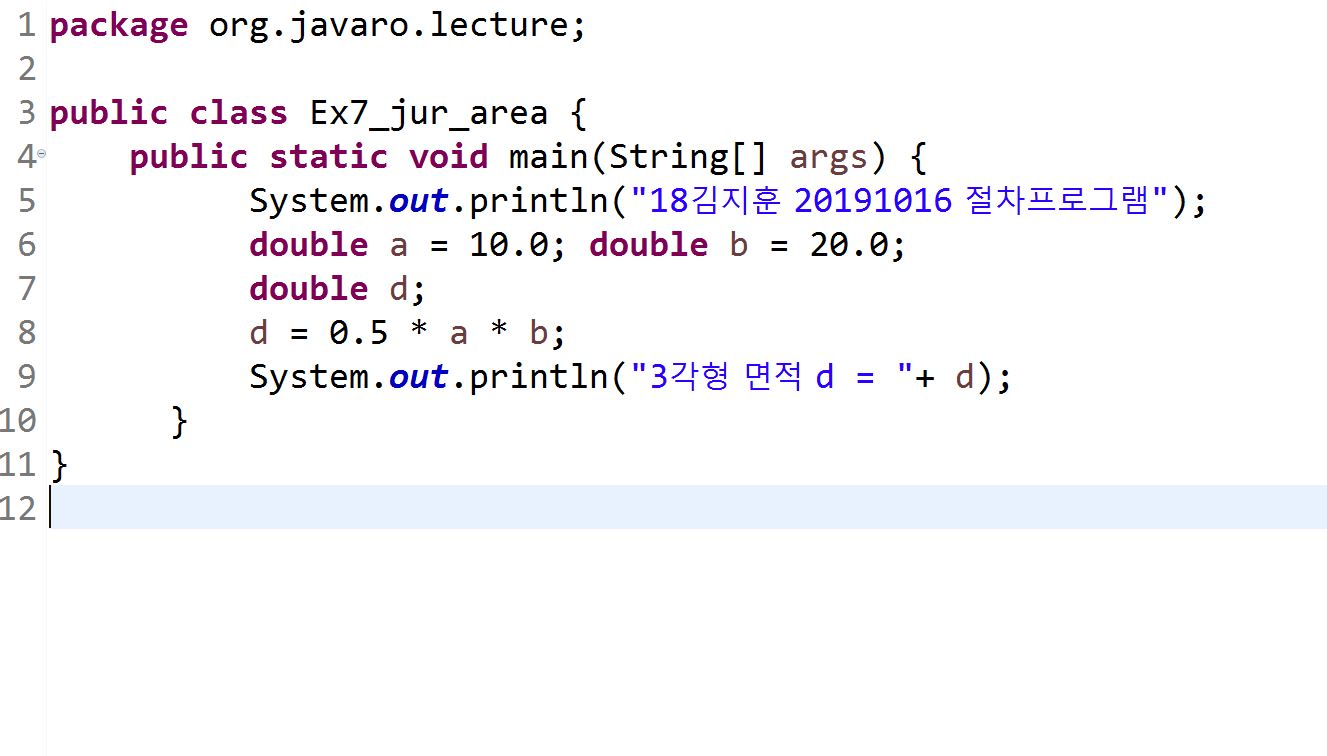 1 package org.javaro.lecture;
2
3 public class Ex7_jur_area {
4     public static void main(String[] args) {
5           System.out.println("18김지훈 20191016 절차프로그램");
6           double a = 10.0; double b = 20.0;
7           double d;
8           d = 0.5 * a * b;
9           System.out.println("3각형 면적 d = "+ d);
10       }
11 }
12